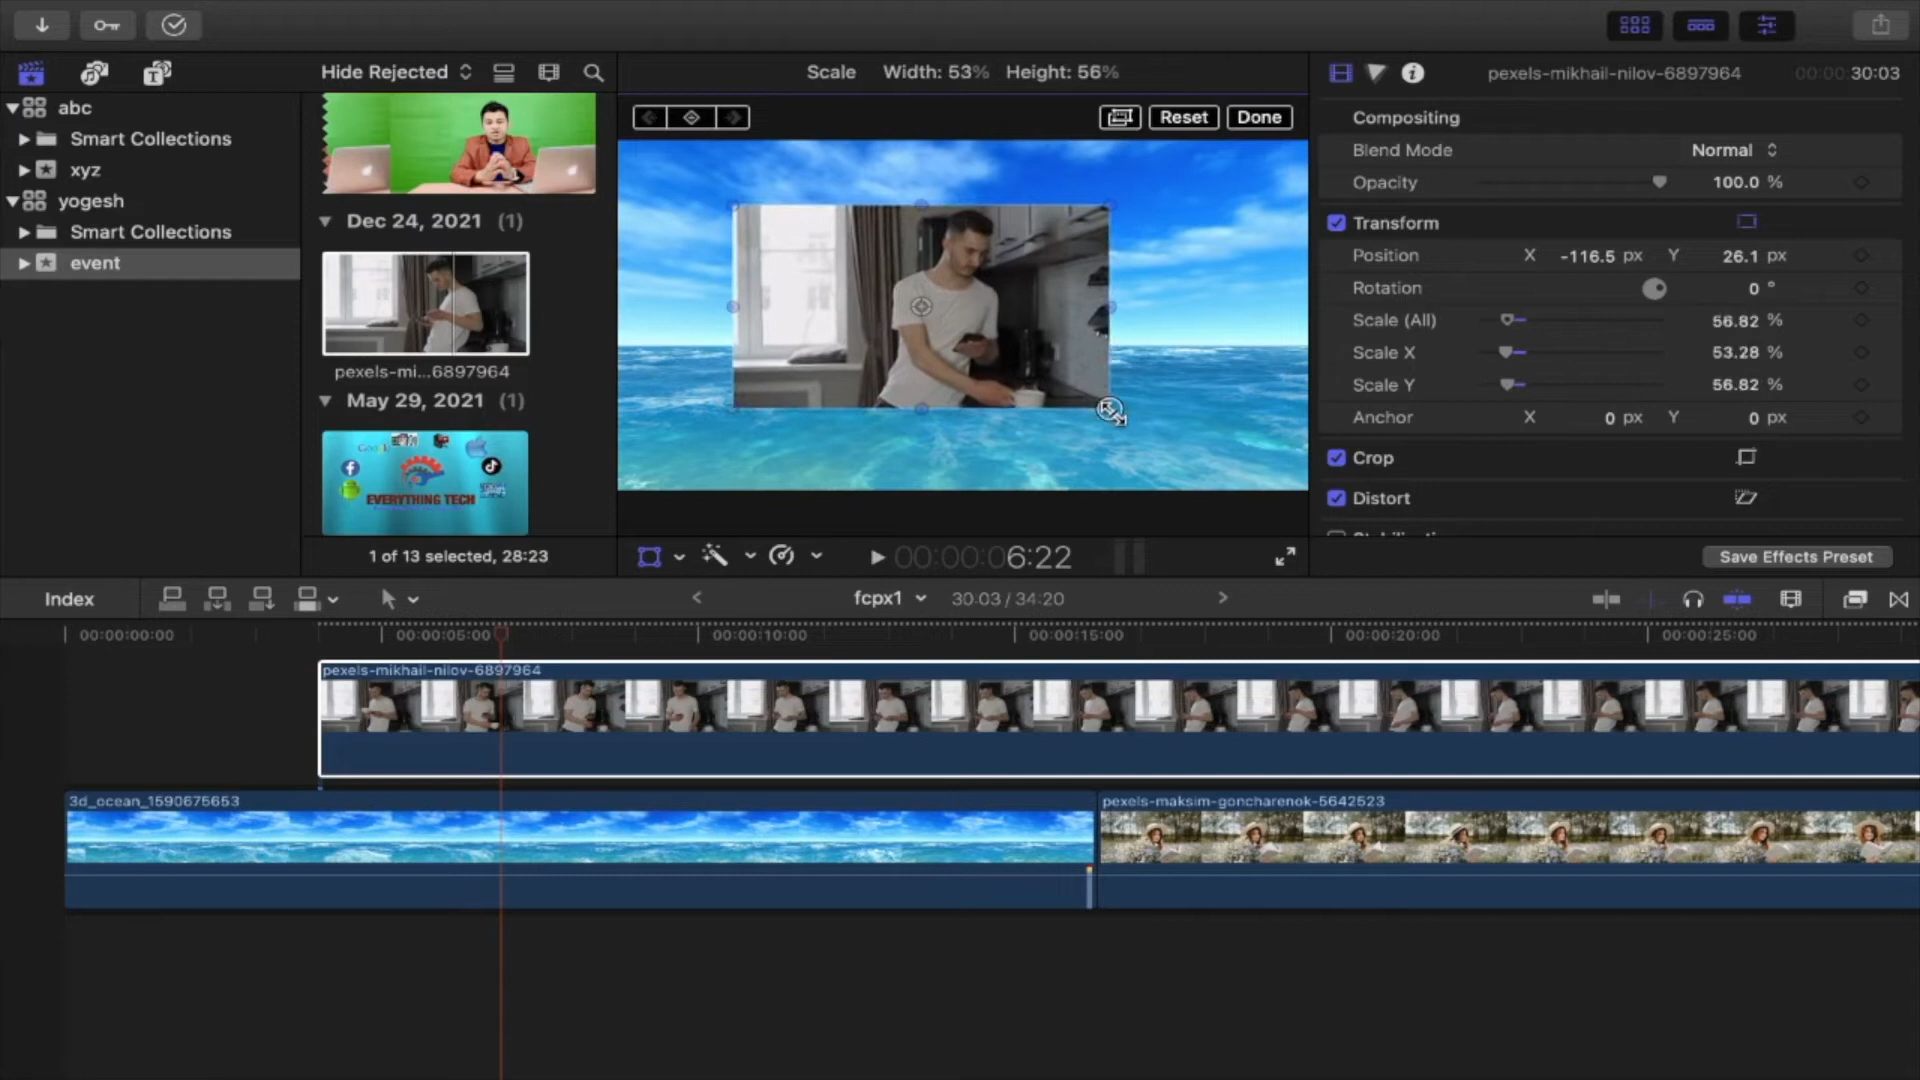 Hide Rejected
Scale Width: 53% Height: 56%
pexels-mikhail-nilov-6897964 00:00:30:03
abc
Smart Collections
xyz
yogesh
Smart Collections
event
Dec 24, 2021 (1)
pexels-mi...6897964
May 29, 2021 (1)
EVERYTHING TECH
1 of 13 selected, 28:23
Reset
Done
00:00:06:22
Compositing
Blend Mode Normal
Opacity 100.0 %
Transform
Position X -116.5 px Y 26.1 px
Rotation 0 °
Scale (All) 56.82 %
Scale X 53.28 %
Scale Y 56.82 %
Anchor X 0 px Y 0 px
Crop
Distort
Save Effects Preset
Index
fcpx1 30:03 / 34:20
00:00:00:00 00:00:05:00 00:00:10:00 00:00:15:00 00:00:20:00 00:00:25:00
pexels-mikhail-nilov-6897964
3d_ocean_1590675653
pexels-maksim-goncharenok-5642523